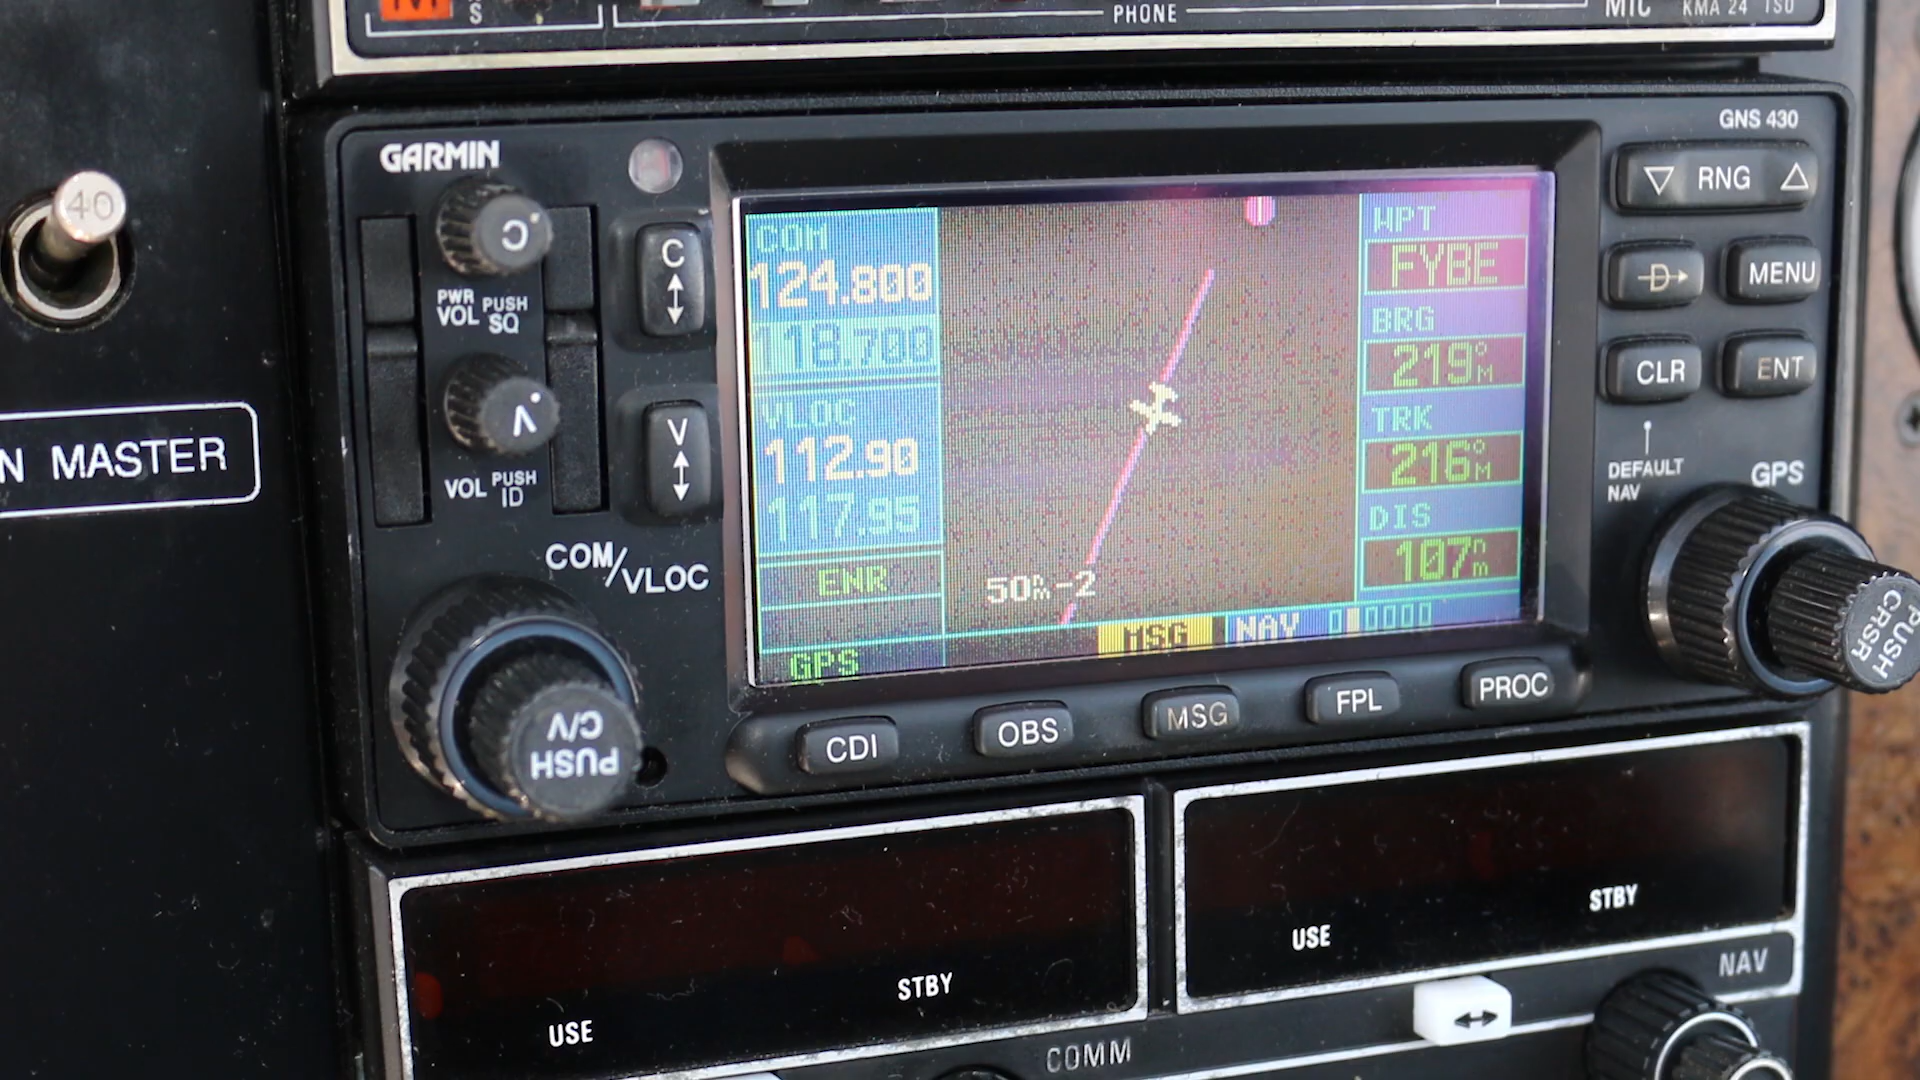 PHONE
MIC KMA 24 TSO
40
N MASTER
GARMIN
GNS 430
C
PWR
VOL PUSH
SQ
V
VOL PUSH
ID
COM/VLOC
PUSH
C/V
C
V
COM
124.800
118.700
VLOC
112.90
117.95
ENR
GPS
50nm-2
MSG NAV
WPT
FYBE
BRG
219°M
TRK
216°M
DIS
107nm
RNG
D
MENU
CLR
ENT
DEFAULT
NAV
GPS
PUSH
CRSR
CDI
OBS
MSG
FPL
PROC
USE
STBY
COMM
USE
STBY
NAV